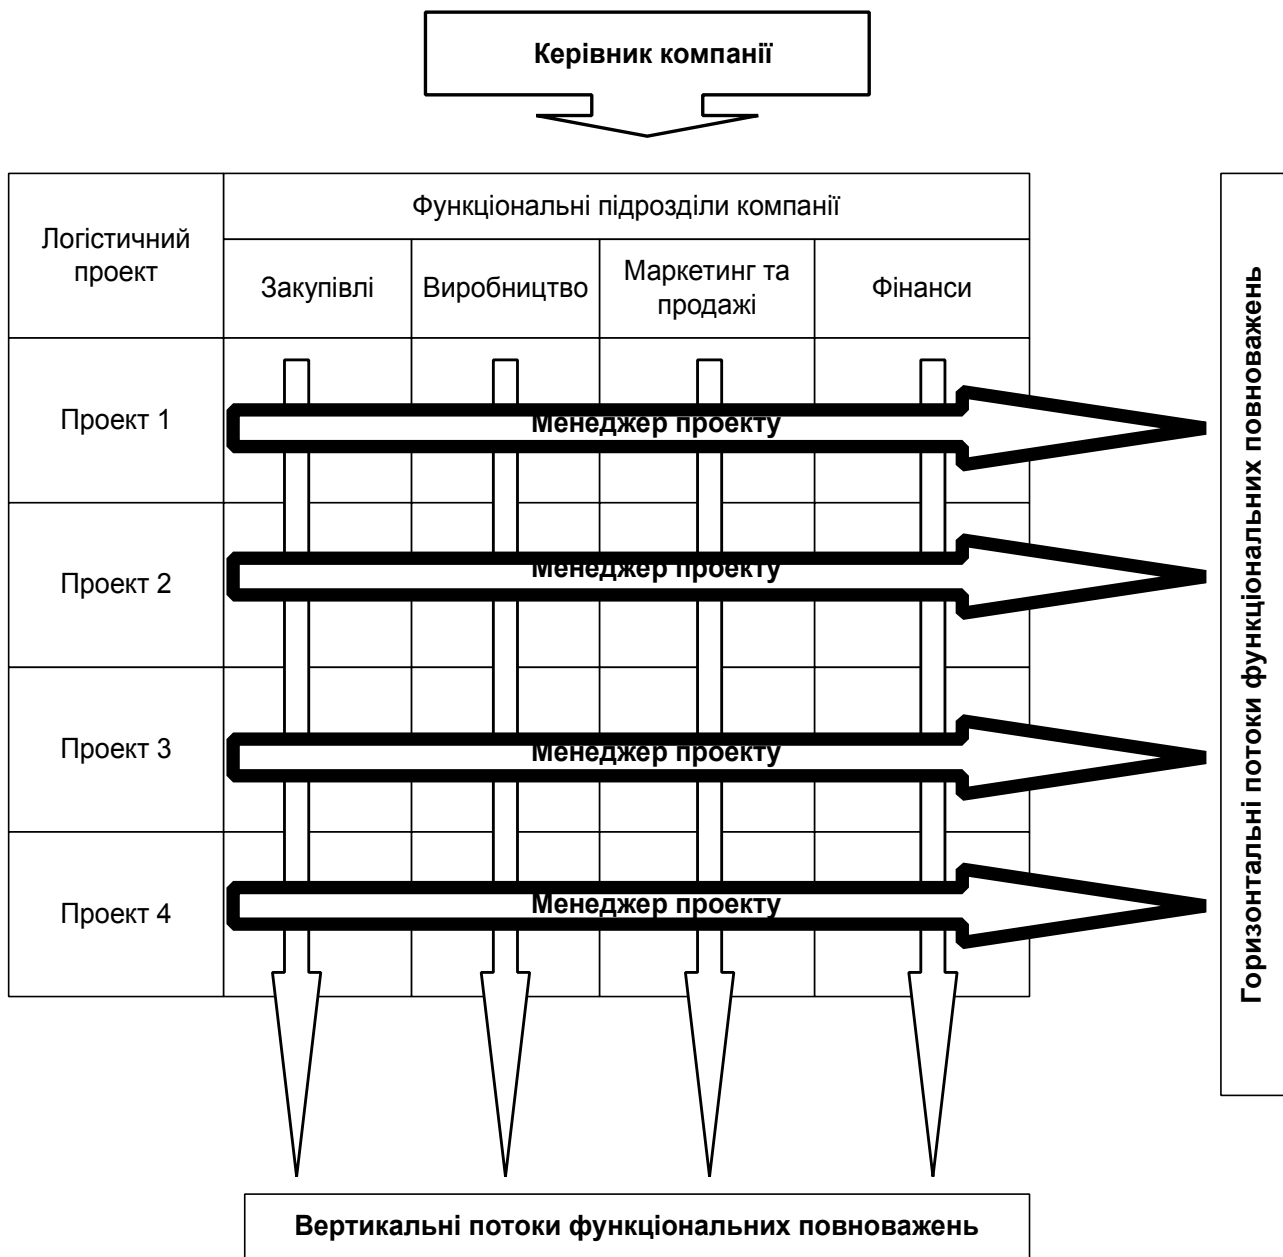 Керівник компанії
Логістичний
проект
Функціональні підрозділи компанії
Закупівлі
Виробництво
Маркетинг та
продажі
Фінанси
Проект 1
Менеджер проекту
Проект 2
Менеджер проекту
Проект 3
Менеджер проекту
Проект 4
Менеджер проекту
Горизонтальні потоки функціональних повноважень
Вертикальні потоки функціональних повноважень